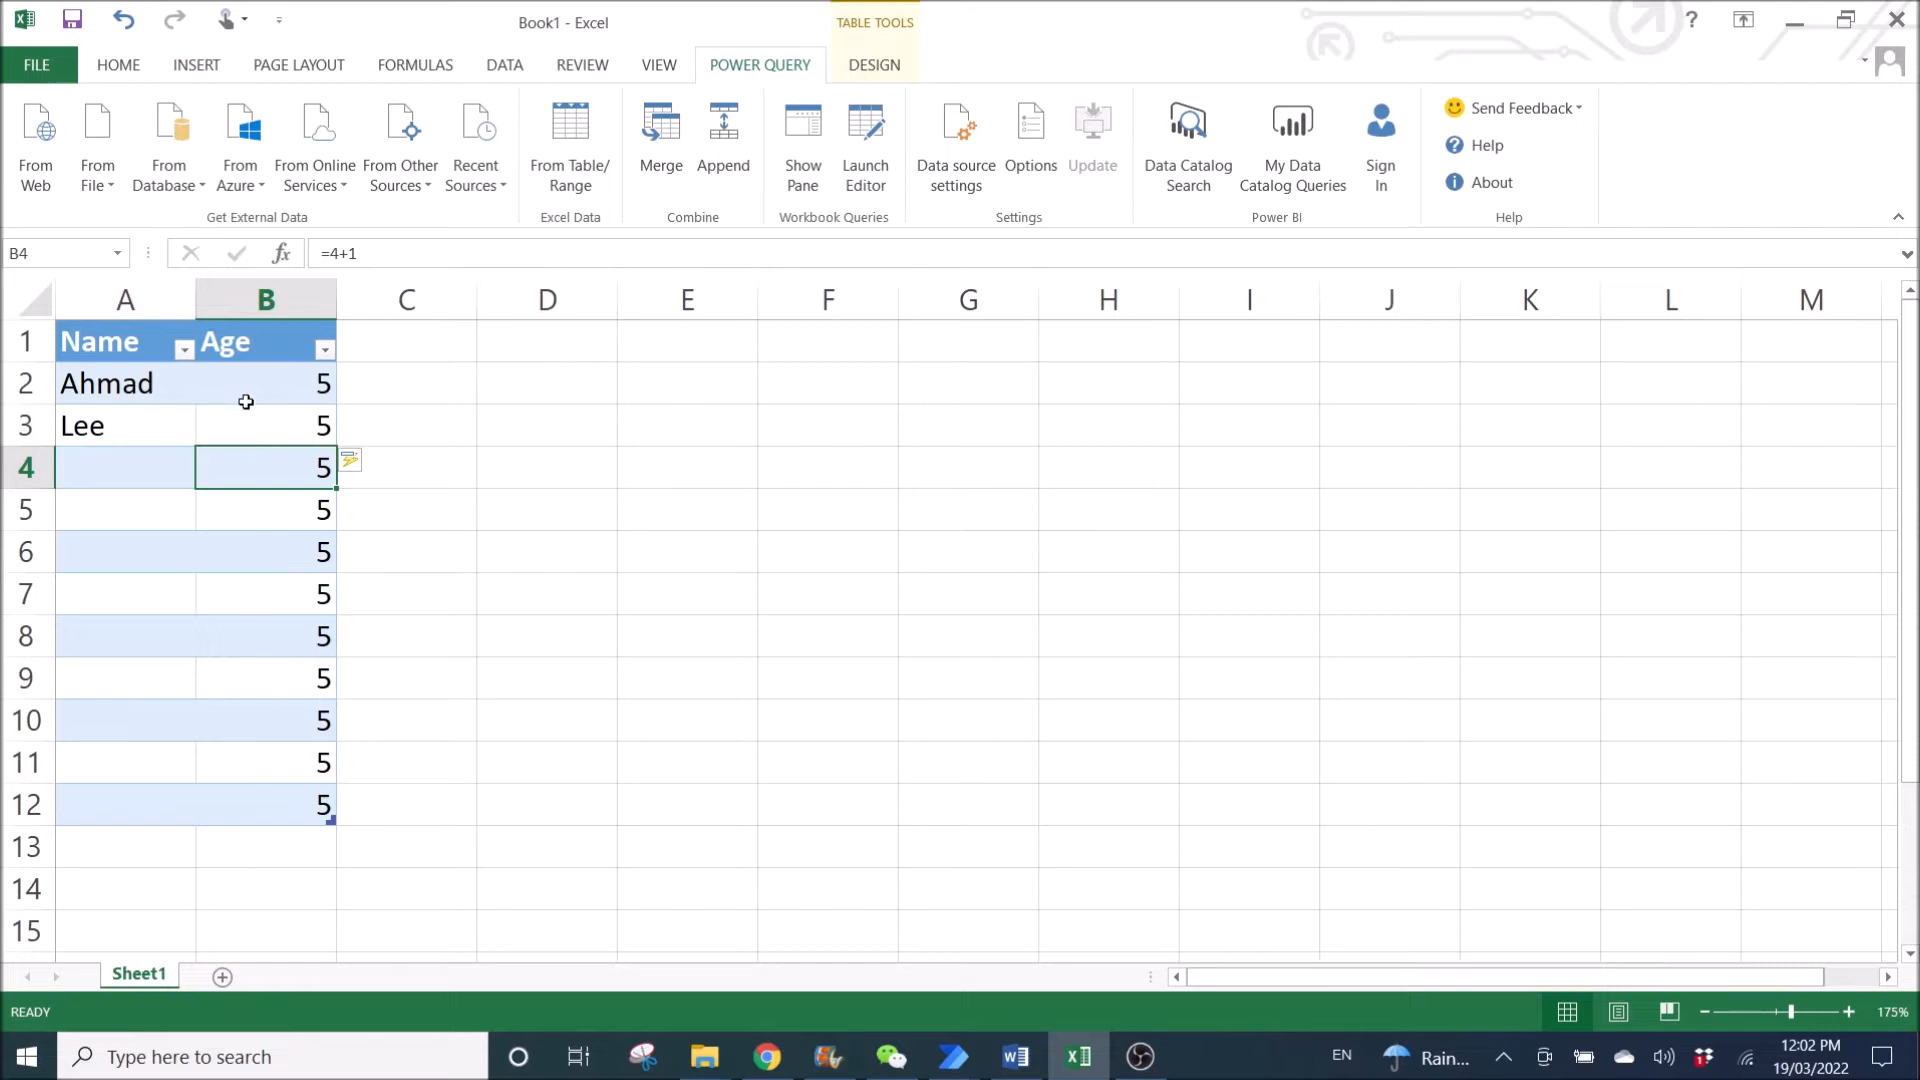 Book1 - Excel
TABLE TOOLS
?
FILE
HOME
INSERT
PAGE LAYOUT
FORMULAS
DATA
REVIEW
VIEW
POWER QUERY
DESIGN
From Web
From File
From Database
From Azure
From Online Services
From Other Sources
Recent Sources
From Table/ Range
Merge
Append
Show Pane
Launch Editor
Data source settings
Options
Update
Data Catalog Search
My Data Catalog Queries
Sign In
Send Feedback
Help
About
Get External Data
Excel Data
Combine
Workbook Queries
Settings
Power BI
Help
B4
fx
=4+1
A B C D E F G H I J K L M
1 Name Age
2 Ahmad 5
3 Lee 5
4 5
5 5
6 5
7 5
8 5
9 5
10 5
11 5
12 5
13
14
15
Sheet1
READY
175%
Type here to search
EN
Rain...
12:02 PM
19/03/2022